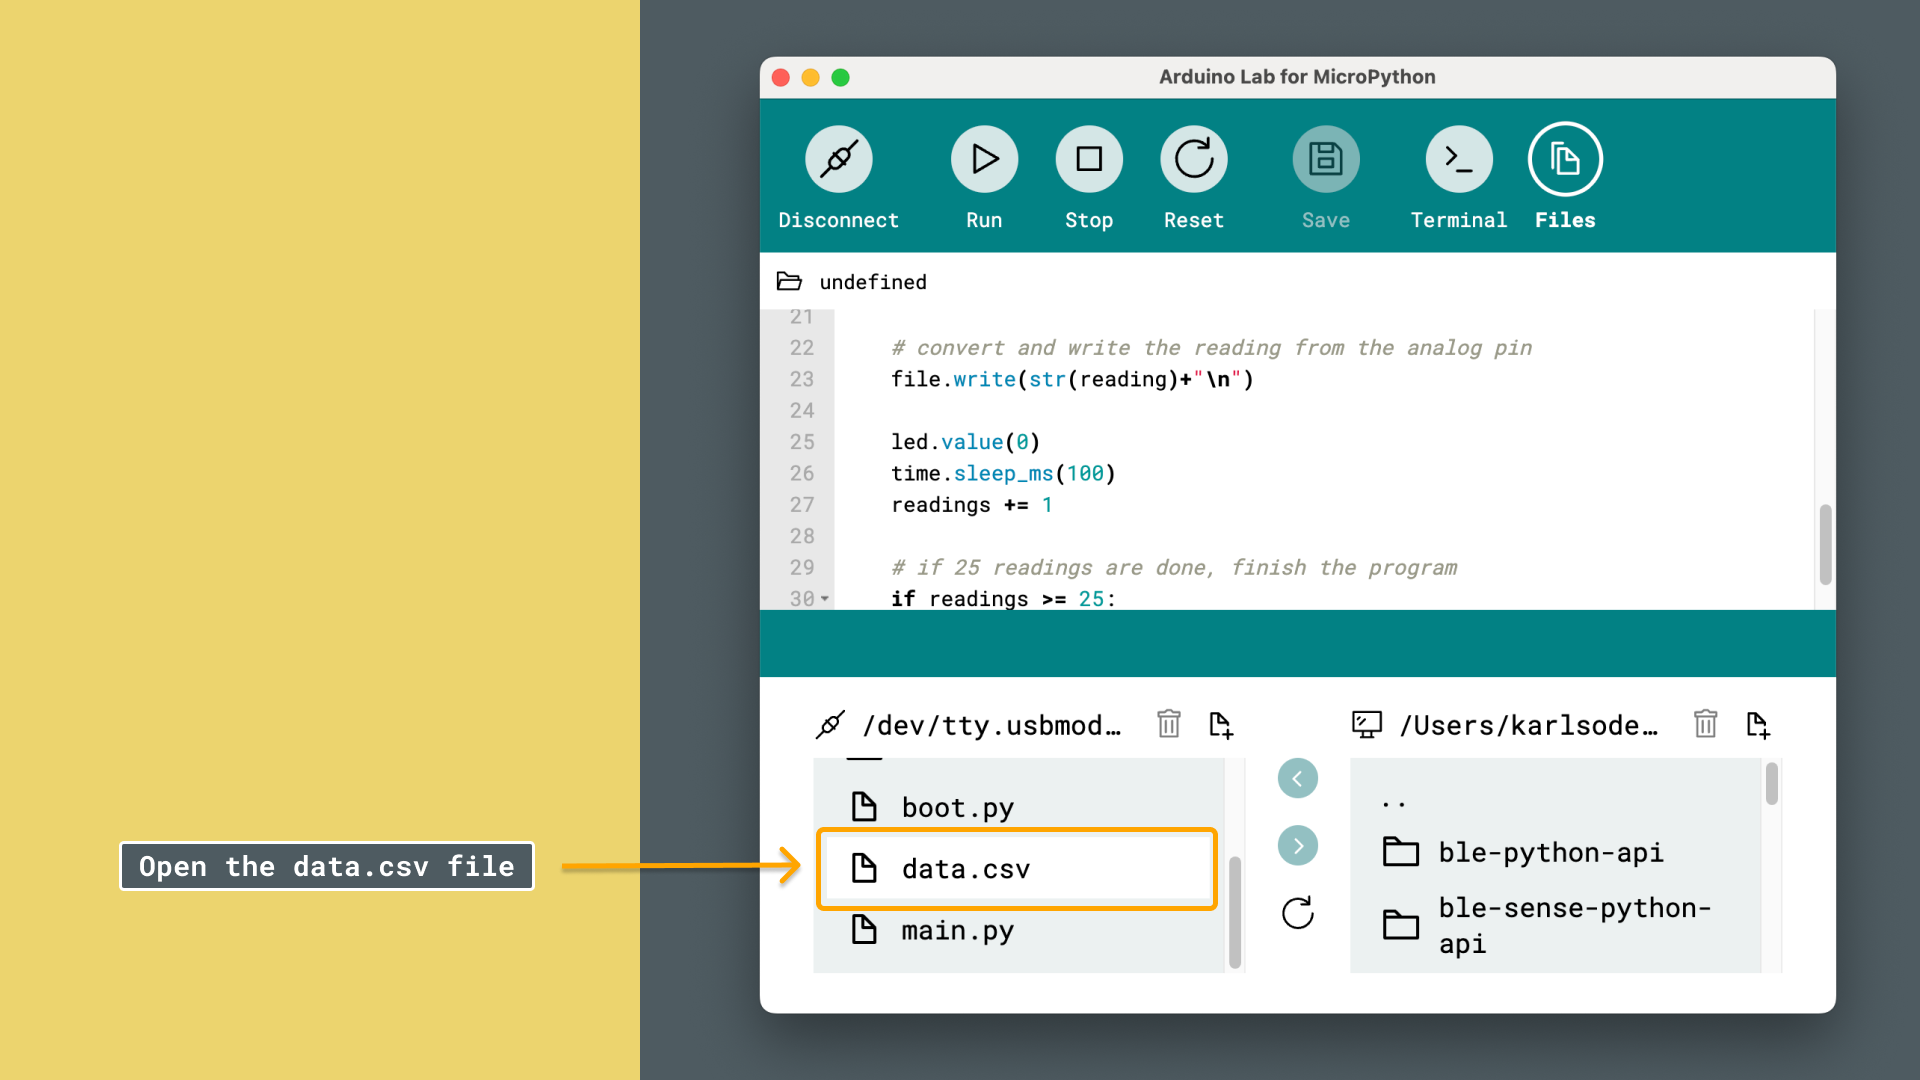 Arduino Lab for MicroPython
Disconnect Run Stop Reset Save Terminal Files
undefined
21
22 # convert and write the reading from the analog pin
23 file.write(str(reading)+"\n")
24
25 led.value(0)
26 time.sleep_ms(100)
27 readings += 1
28
29 # if 25 readings are done, finish the program
30 if readings >= 25:
/dev/tty.usbmod…
boot.py
data.csv
main.py
/Users/karlsode…
..
ble-python-api
ble-sense-python-
api
Open the data.csv file